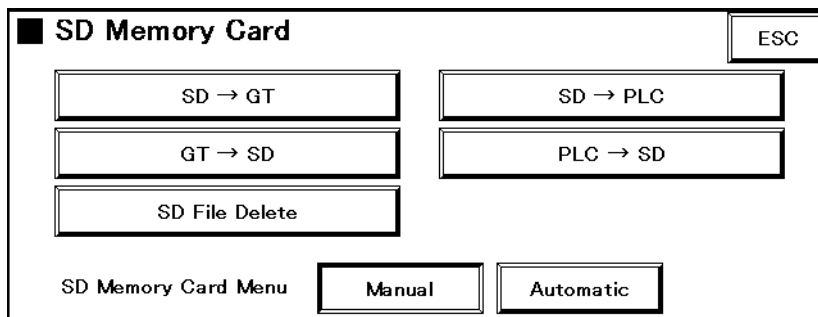 ■ SD Memory Card
ESC
SD → GT
SD → PLC
GT → SD
PLC → SD
SD File Delete
SD Memory Card Menu
Manual
Automatic